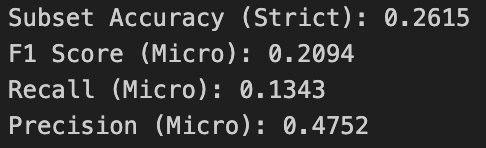 Subset Accuracy (Strict): 0.2615
F1 Score (Micro): 0.2094
Recall (Micro): 0.1343
Precision (Micro): 0.4752